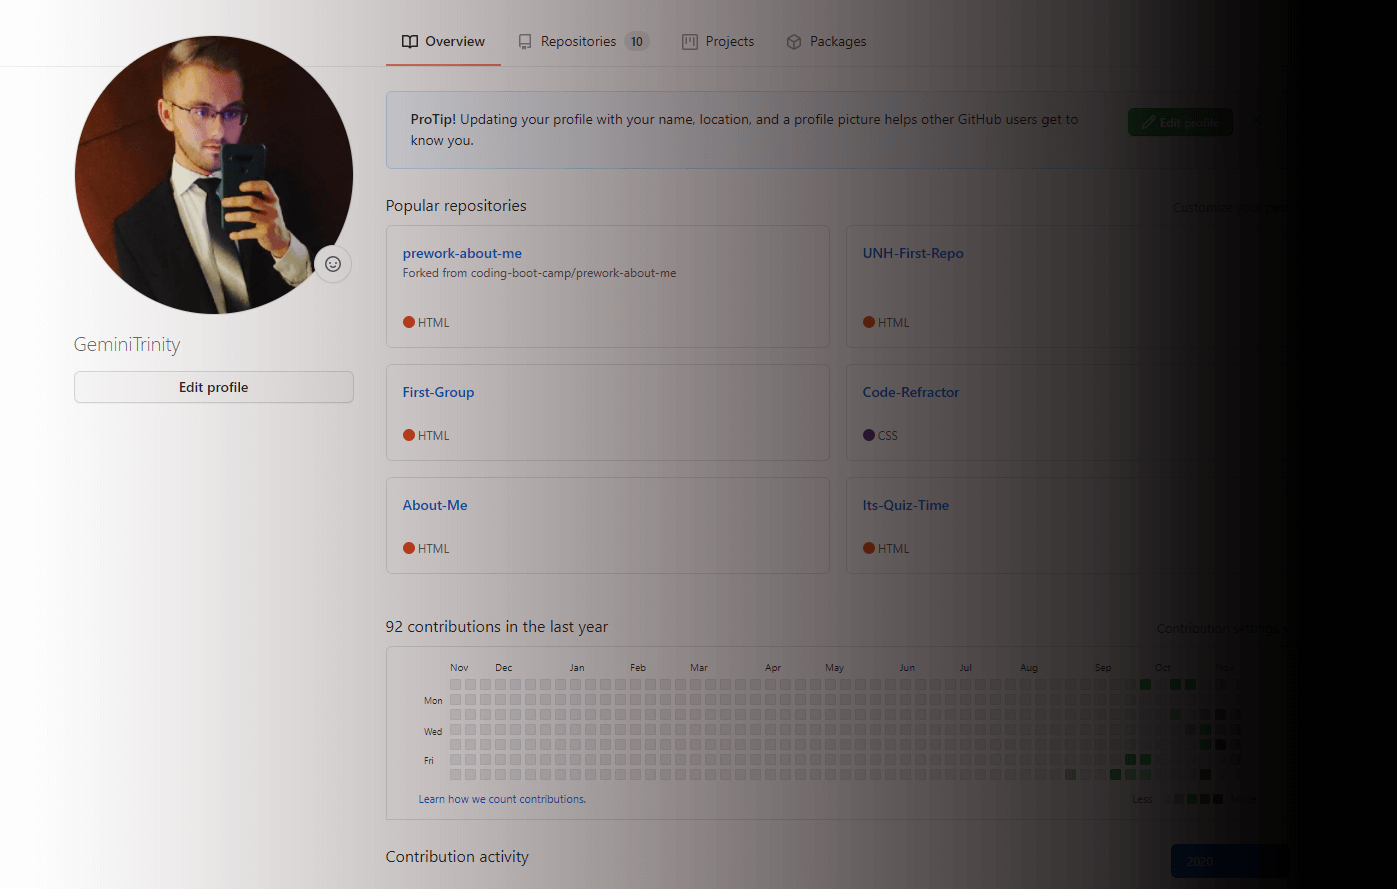 Overview Repositories 10 Projects Packages
ProTip! Updating your profile with your name, location, and a profile picture helps other GitHub users get to
know you.
Edit profile
GeminiTrinity
Edit profile
Popular repositories
Customize your
prework-about-me
Forked from coding-boot-camp/prework-about-me
HTML
UNH-First-Repo
HTML
First-Group
HTML
Code-Refractor
CSS
About-Me
HTML
Its-Quiz-Time
HTML
92 contributions in the last year
Contribution settings
Nov Dec Jan Feb Mar Apr May Jun Jul Aug Sep Oct Nov
Mon
Wed
Fri
Learn how we count contributions.
Less More
Contribution activity
2020